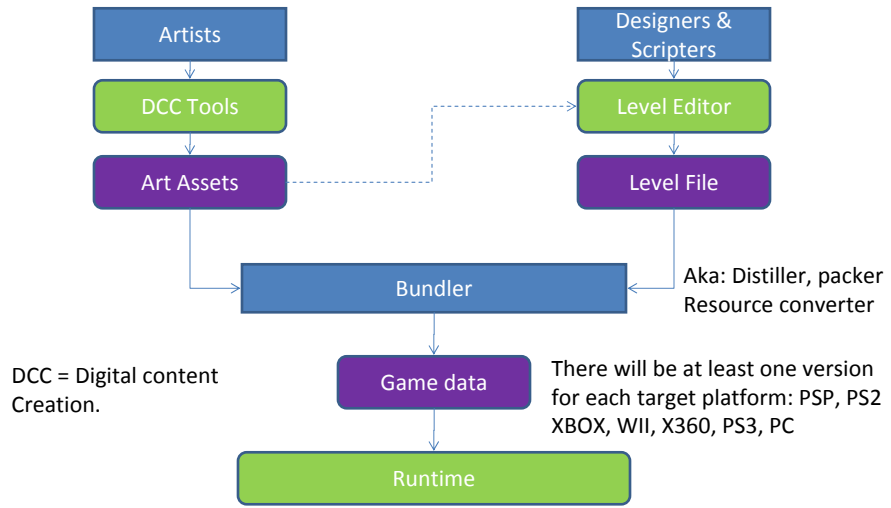 Artists
Designers &
Scripters
DCC Tools
Level Editor
Art Assets
Level File
Bundler
Aka: Distiller, packer
Resource converter
DCC = Digital content
Creation.
Game data
There will be at least one version
for each target platform: PSP, PS2
XBOX, WII, X360, PS3, PC
Runtime